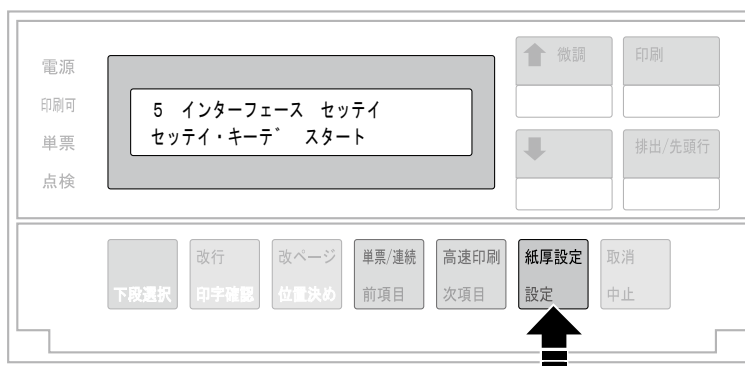 電源
印刷可
単票
点検
5 インターフェース セッテイ
セッテイ・キーデ゛ スタート
微調
印刷
排出/先頭行
下段選択
改行
印字確認
改ページ
位置決め
単票/連続
前項目
高速印刷
次項目
紙厚設定
設定
取消
中止